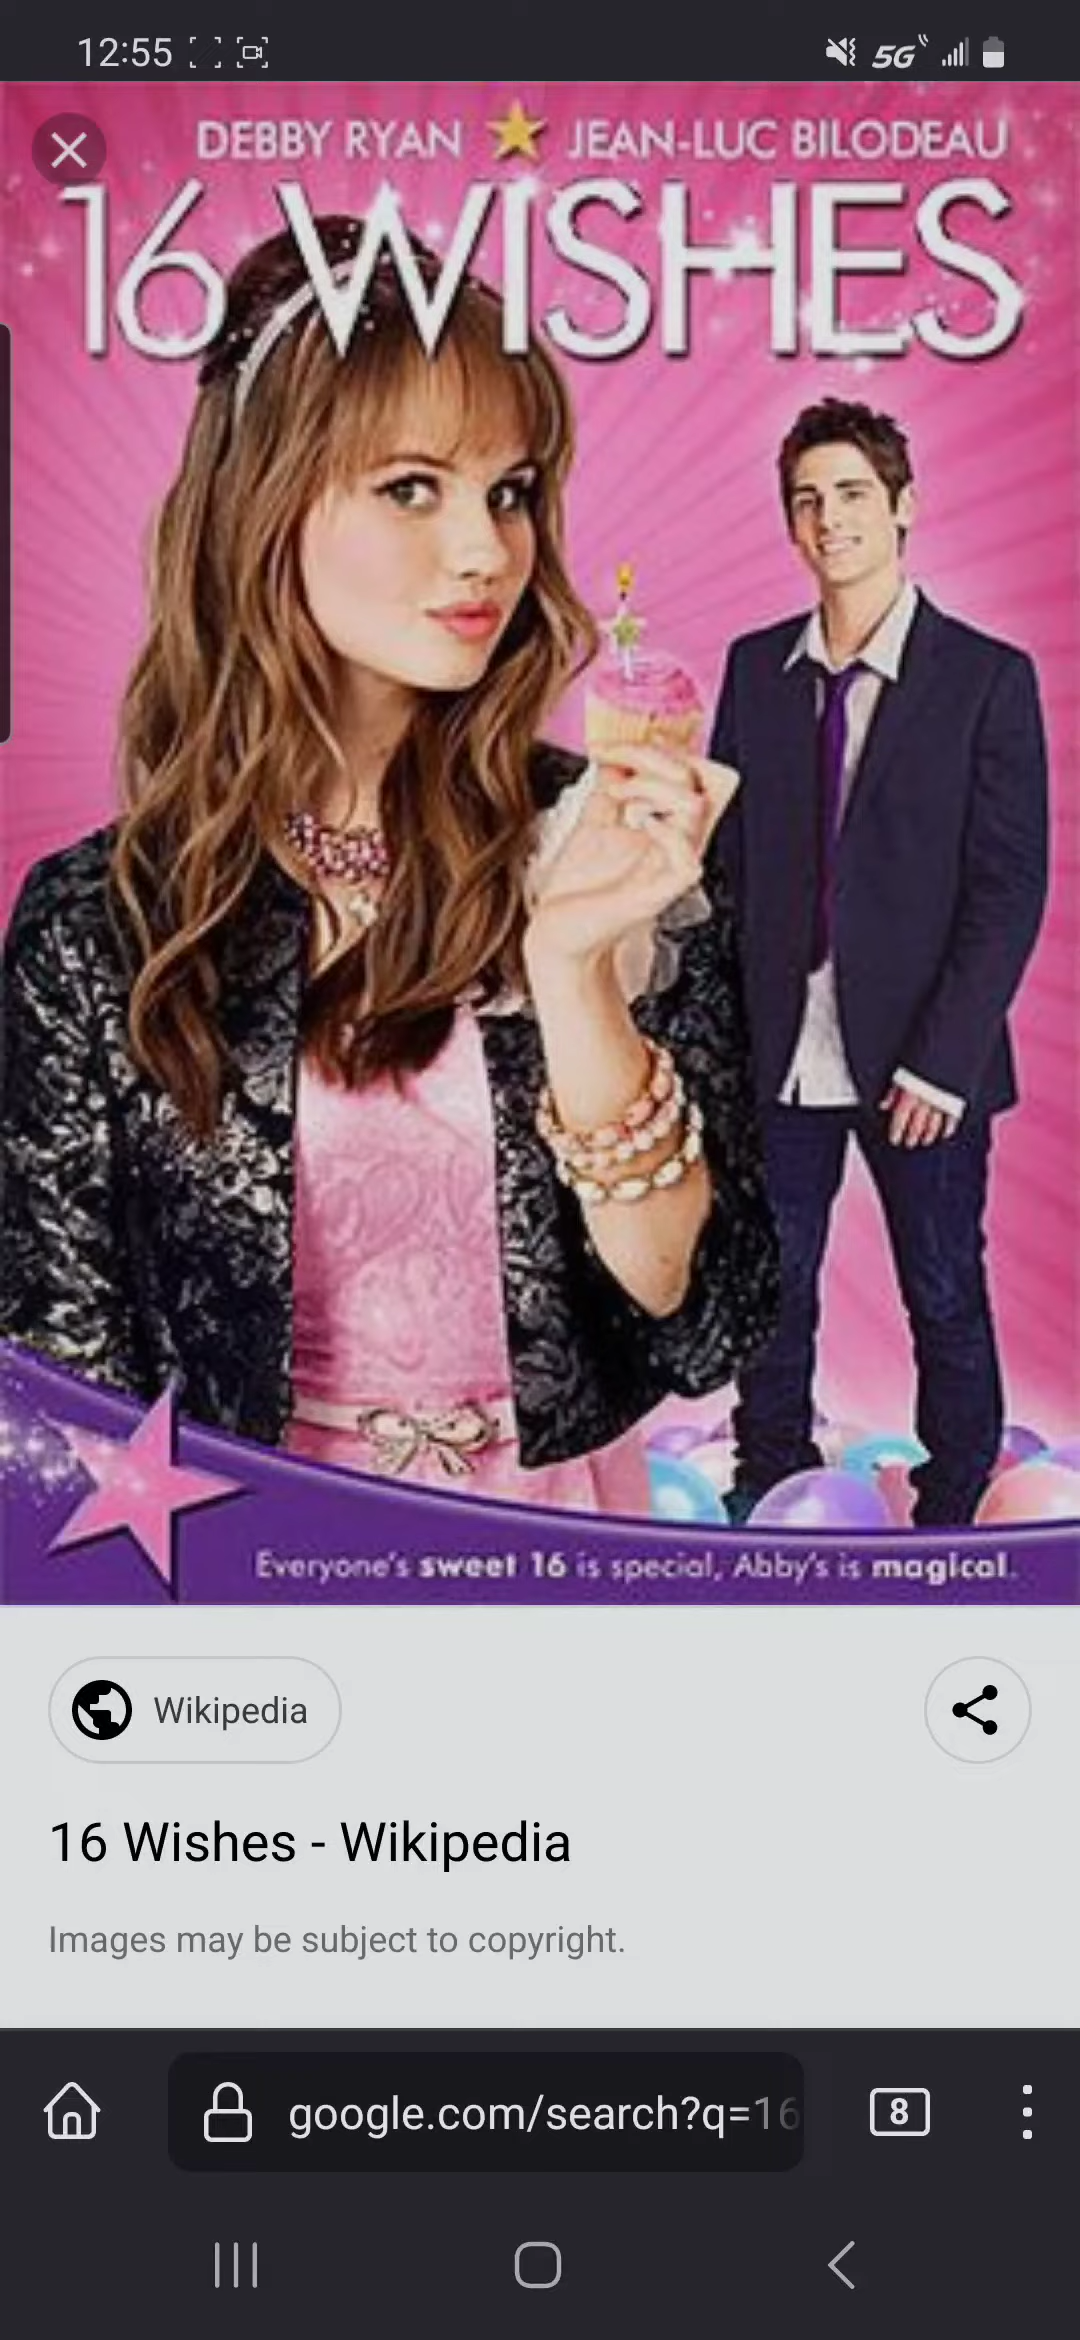 12:55
5G
DEBBY RYAN JEAN-LUC BILODEAU
16 WISHES
Everyone's sweet 16 is special, Abby's is magical.
Wikipedia
16 Wishes - Wikipedia
Images may be subject to copyright.
google.com/search?q=16
8